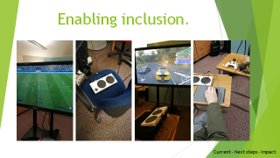 Enabling inclusion.
Current - Next steps - Impact